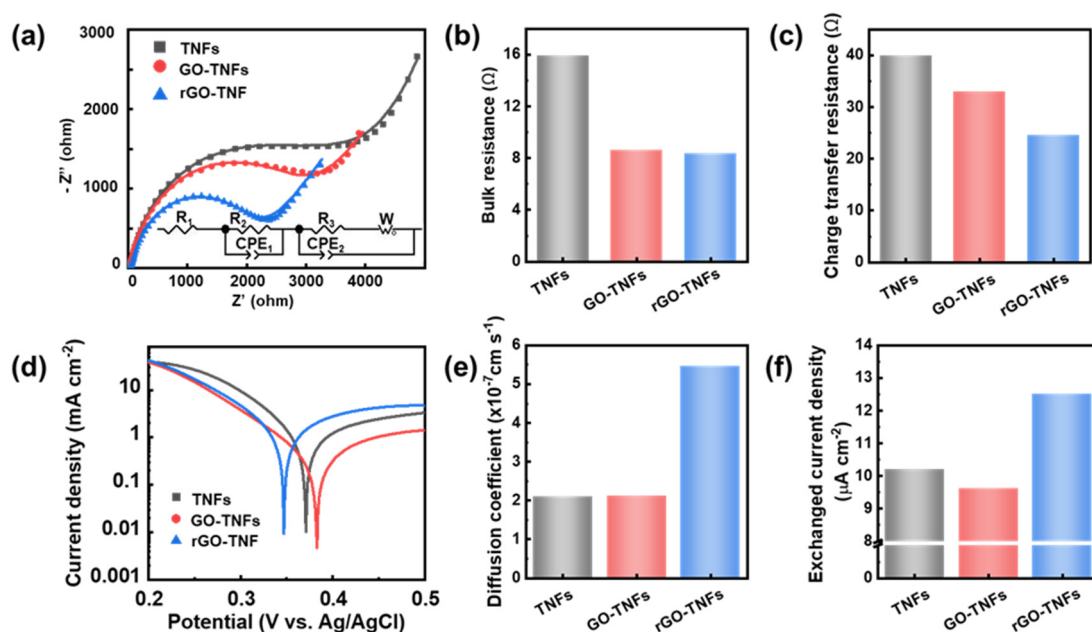 (a)
3000
2000
1000
0
- Z'' (ohm)
TNFs
GO-TNFs
rGO-TNF
R1
R2
CPE1
R3
CPE2
W0
0 1000 2000 3000 4000
Z' (ohm)
(b)
16
12
8
4
0
Bulk resistance (Ω)
TNFs
GO-TNFs
rGO-TNFs
(c)
40
30
20
10
0
Charge transfer resistance (Ω)
TNFs
GO-TNFs
rGO-TNFs
(d)
10
1
0.1
0.01
0.001
Current density (mA cm-2)
TNFs
GO-TNFs
rGO-TNF
0.2 0.3 0.4 0.5
Potential (V vs. Ag/AgCl)
(e)
6
5
4
3
2
1
0
Diffusion coefficient (x10-7cm s-1)
TNFs
GO-TNFs
rGO-TNFs
(f)
14
13
12
11
10
9
8
0
Exchanged current density
(μA cm-2)
TNFs
GO-TNFs
rGO-TNFs